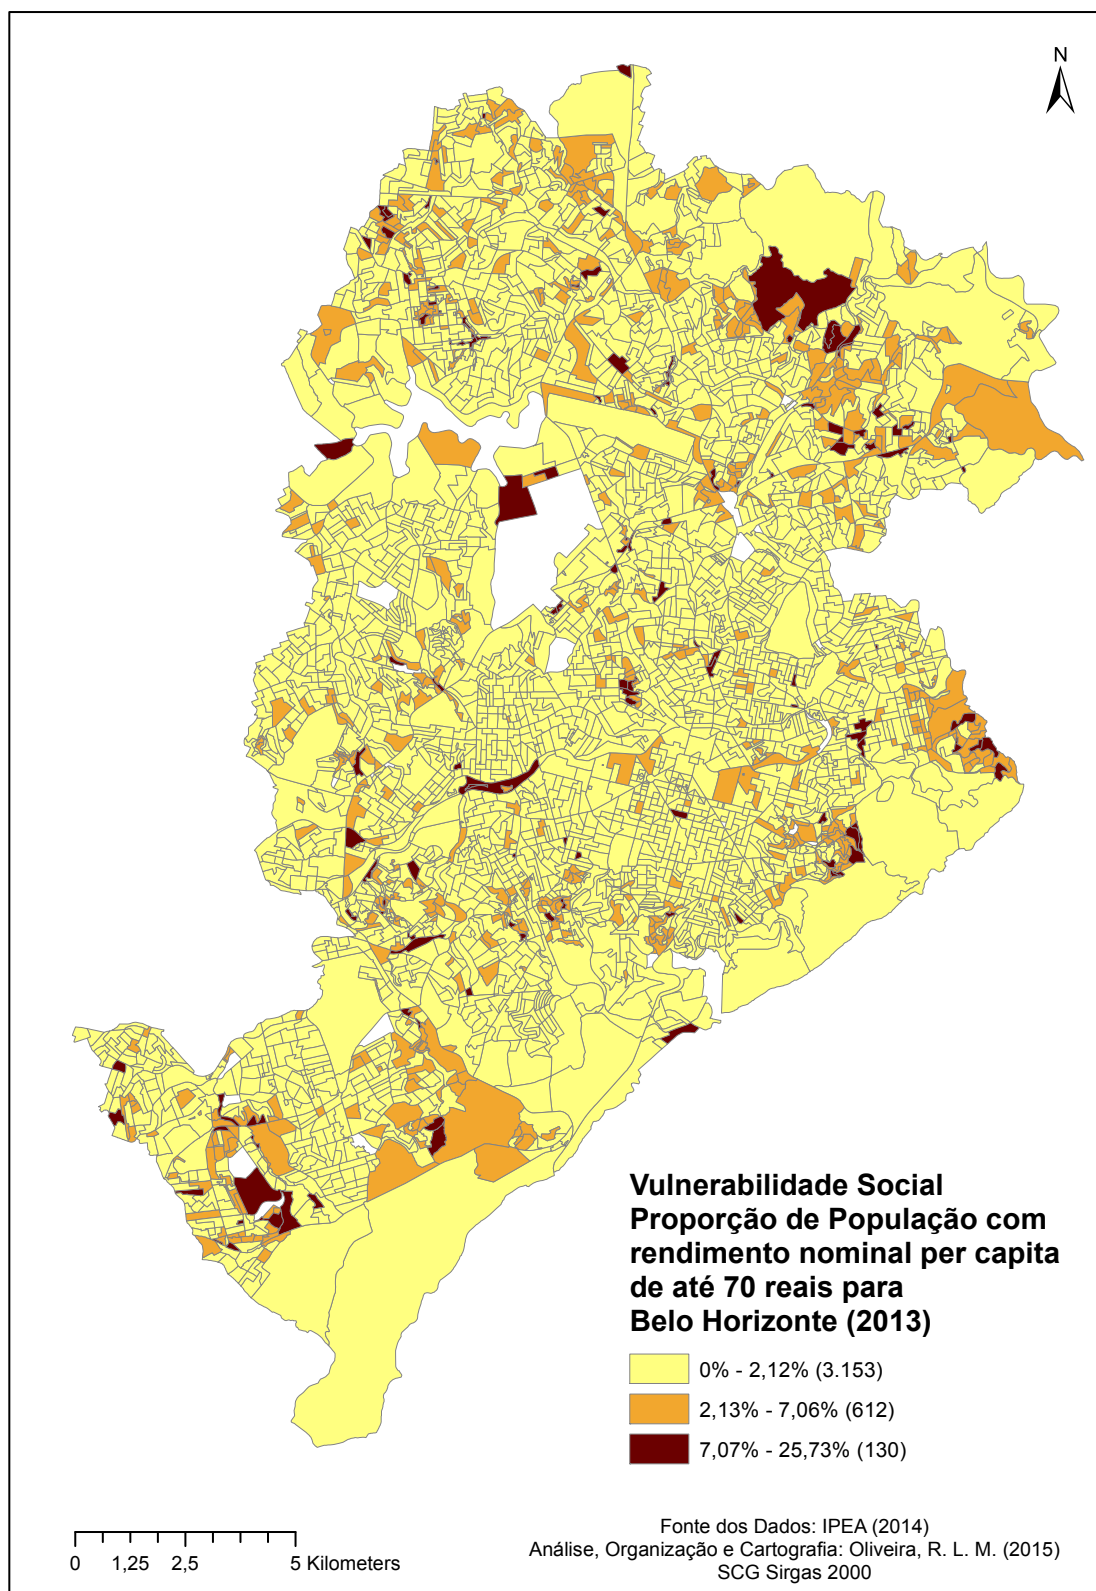 N
Vulnerabilidade Social
Proporção de População com
rendimento nominal per capita
de até 70 reais para
Belo Horizonte (2013)
0% - 2,12% (3.153)
2,13% - 7,06% (612)
7,07% - 25,73% (130)
0 1,25 2,5 5 Kilometers
Fonte dos Dados: IPEA (2014)
Análise, Organização e Cartografia: Oliveira, R. L. M. (2015)
SCG Sirgas 2000